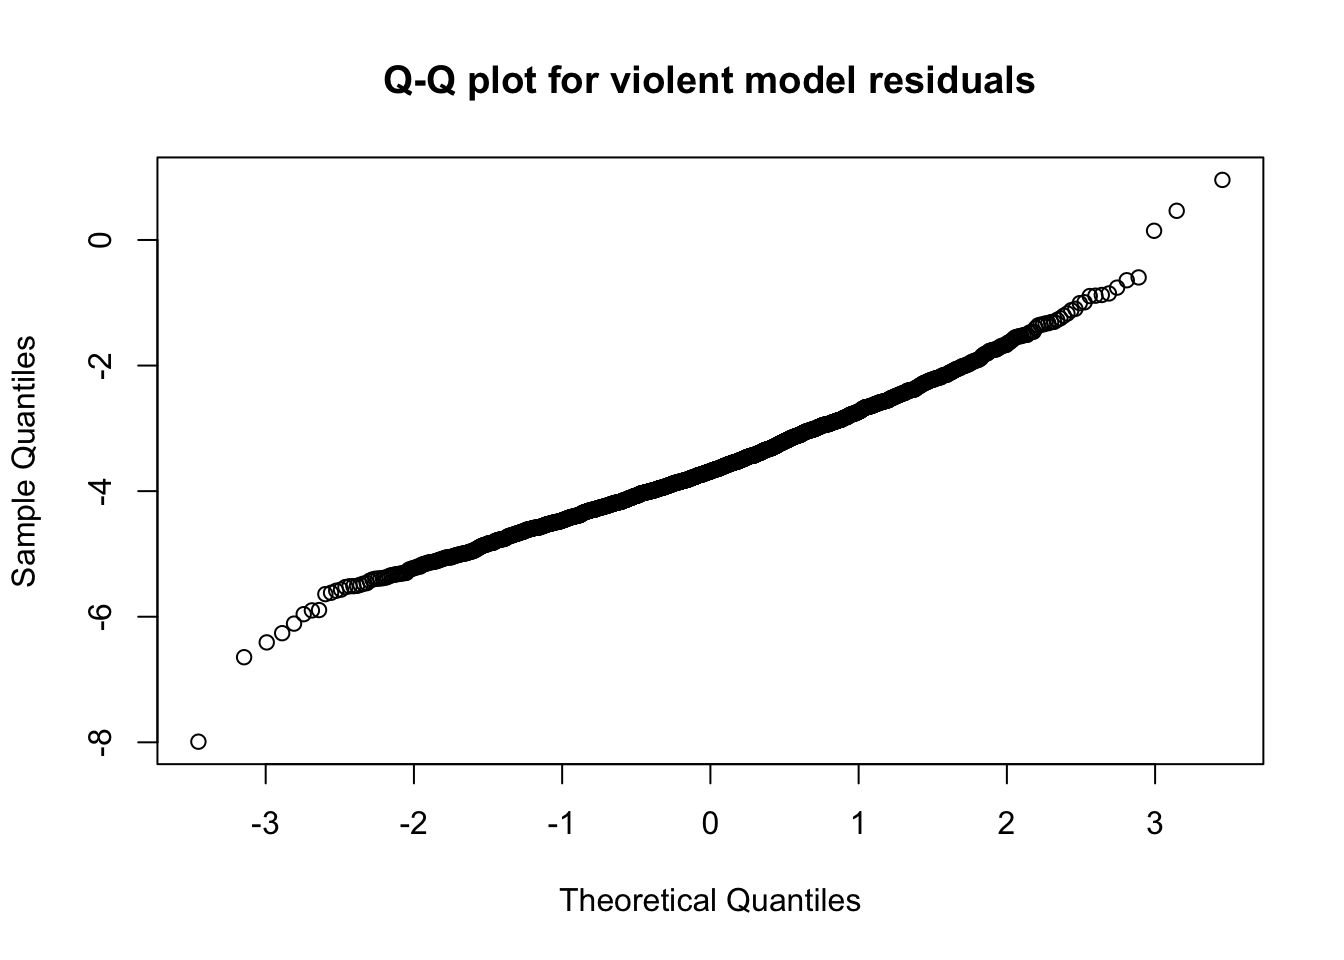 Q-Q plot for violent model residuals
Sample Quantiles
0
-2
-4
-6
-8
-3 -2 -1 0 1 2 3
Theoretical Quantiles